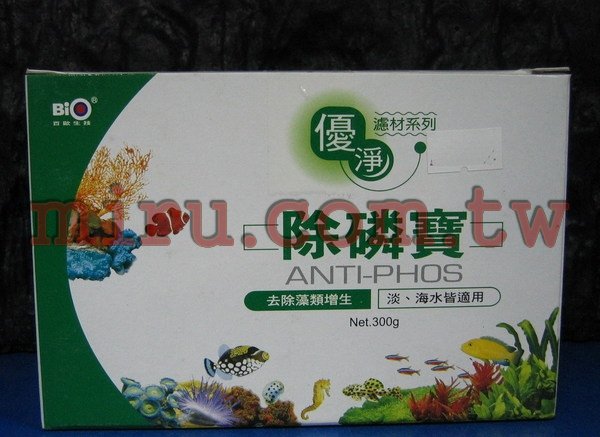 BiO®
百歐生技
優淨
濾材系列
除磷寶
ANTI-PHOS
去除藻類增生
淡、海水皆適用
Net.300g
miru.com.tw